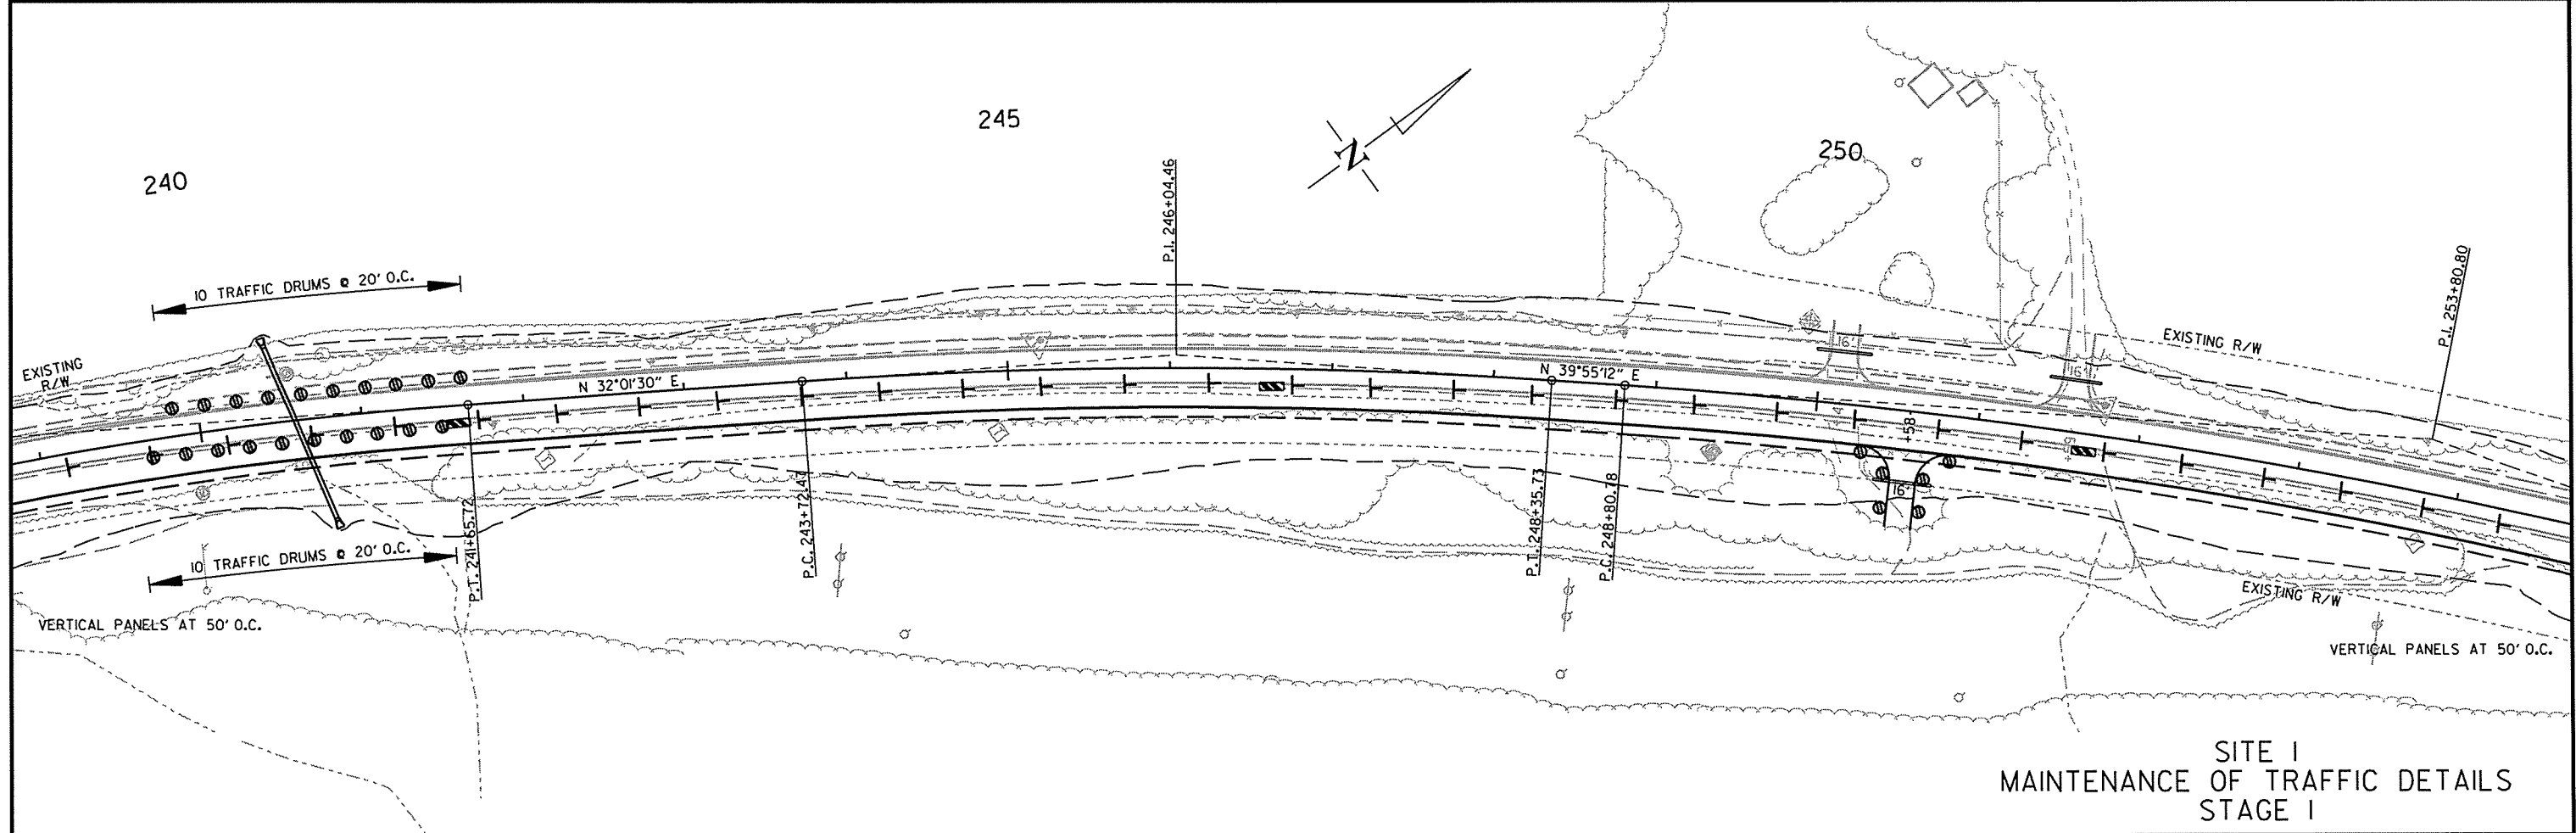 240
245
250
10 TRAFFIC DRUMS @ 20' O.C.
EXISTING
R/W
N 32°01'30" E
P.I. 246+04.46
N
N 39°55'12" E
16'
16'
EXISTING R/W
P.I. 253+80.80
+58
16'
P.T. 241+65.72
P.C. 243+72.47
P.T. 248+35.73
P.C. 248+80.78
10 TRAFFIC DRUMS @ 20' O.C.
VERTICAL PANELS AT 50' O.C.
EXISTING R/W
VERTICAL PANELS AT 50' O.C.
SITE 1
MAINTENANCE OF TRAFFIC DETAILS
STAGE 1